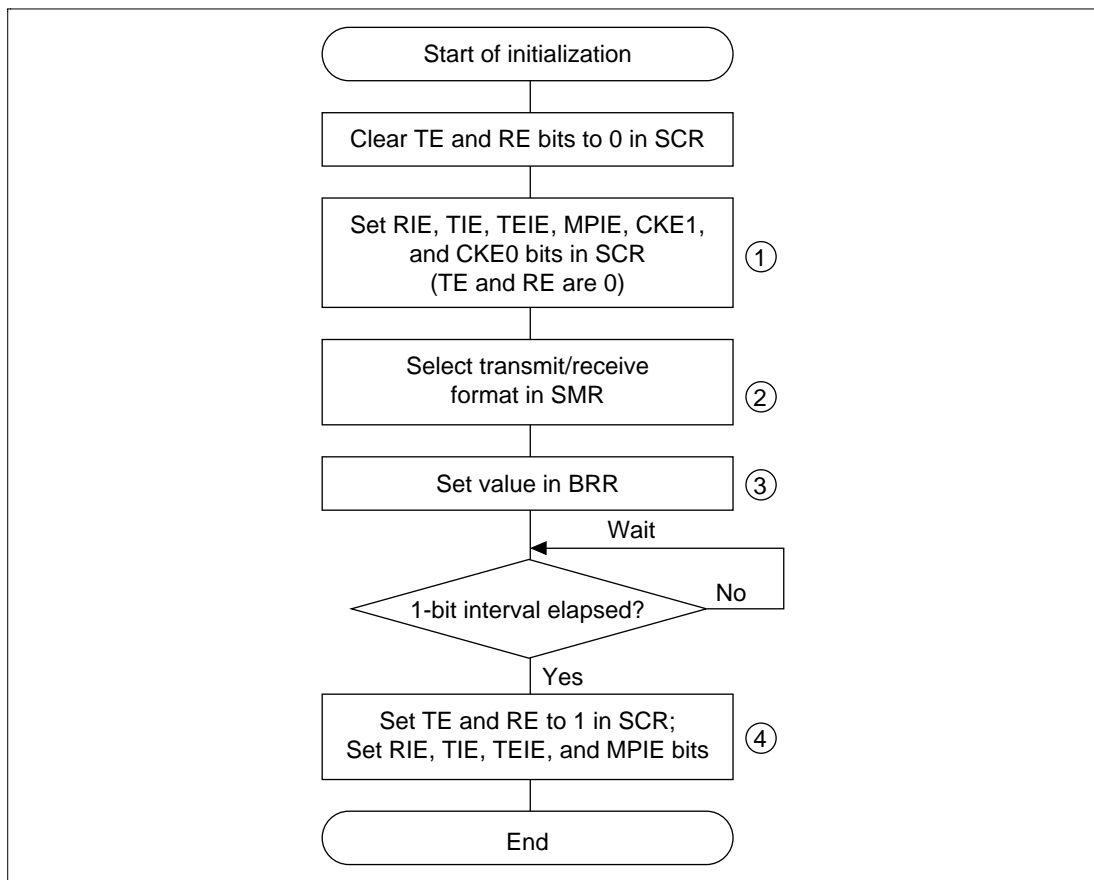 Start of initialization
Clear TE and RE bits to 0 in SCR
Set RIE, TIE, TEIE, MPIE, CKE1,
and CKE0 bits in SCR
(TE and RE are 0)
1
Select transmit/receive
format in SMR
2
Set value in BRR
3
Wait
1-bit interval elapsed?
No
Yes
Set TE and RE to 1 in SCR;
Set RIE, TIE, TEIE, and MPIE bits
4
End